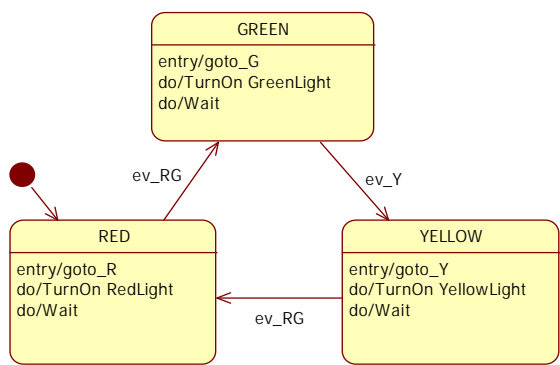 GREEN
entry/goto_G
do/TurnOn GreenLight
do/Wait
ev_RG
ev_Y
RED
entry/goto_R
do/TurnOn RedLight
do/Wait
YELLOW
entry/goto_Y
do/TurnOn YellowLight
do/Wait
ev_RG